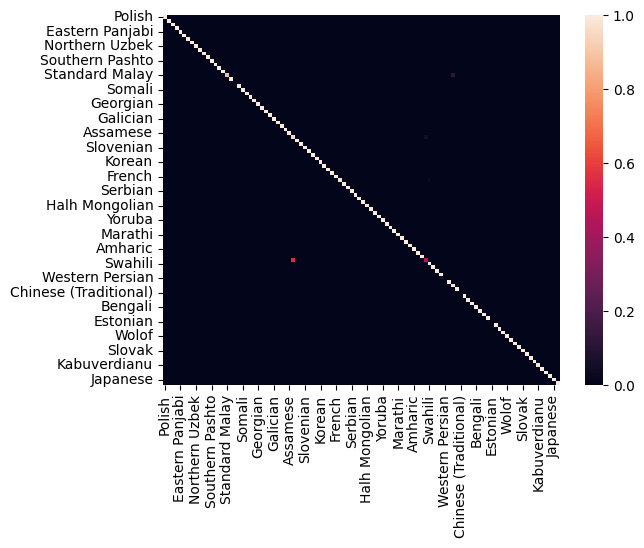 Polish
Eastern Panjabi
Northern Uzbek
Southern Pashto
Standard Malay
Somali
Georgian
Galician
Assamese
Slovenian
Korean
French
Serbian
Halh Mongolian
Yoruba
Marathi
Amharic
Swahili
Western Persian
Chinese (Traditional)
Bengali
Estonian
Wolof
Slovak
Kabuverdianu
Japanese
1.0
0.8
0.6
0.4
0.2
0.0
Polish
Eastern Panjabi
Northern Uzbek
Southern Pashto
Standard Malay
Somali
Georgian
Galician
Assamese
Slovenian
Korean
French
Serbian
Halh Mongolian
Yoruba
Marathi
Amharic
Swahili
Western Persian
Chinese (Traditional)
Bengali
Estonian
Wolof
Slovak
Kabuverdianu
Japanese